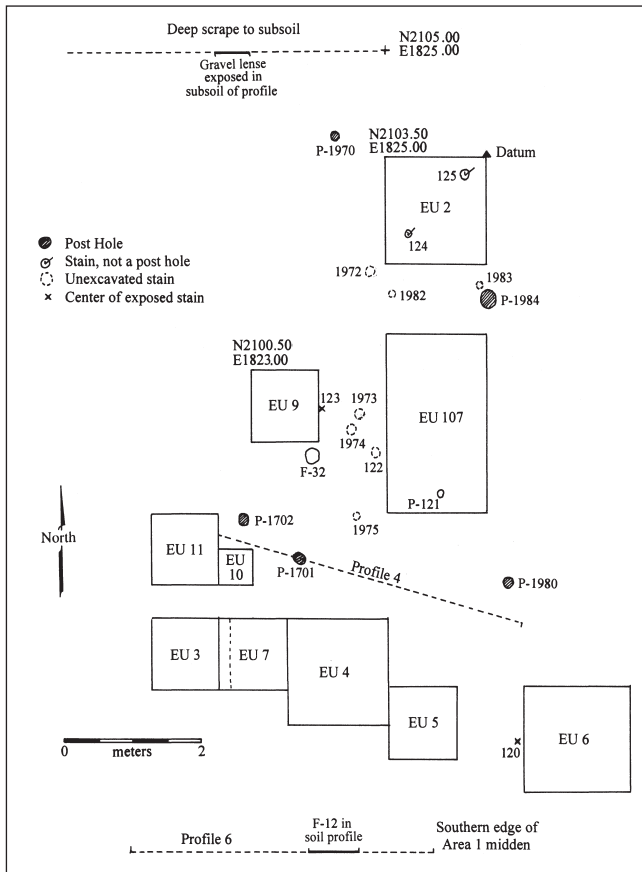 Deep scrape to subsoil
N2105.00
E1825.00
Gravel lense
exposed in
subsoil of profile
P-1970
N2103.50
E1825.00
Datum
125
EU 2
124
Post Hole
Stain, not a post hole
Unexcavated stain
Center of exposed stain
1972
1982
1983
P-1984
N2100.50
E1823.00
EU 9
123
1973
1974
122
EU 107
F-32
P-121
1975
North
P-1702
EU 11
EU
10
P-1701
Profile 4
P-1980
EU 3
EU 7
EU 4
EU 5
EU 6
120
0
meters
2
Profile 6
F-12 in
soil profile
Southern edge of
Area 1 midden